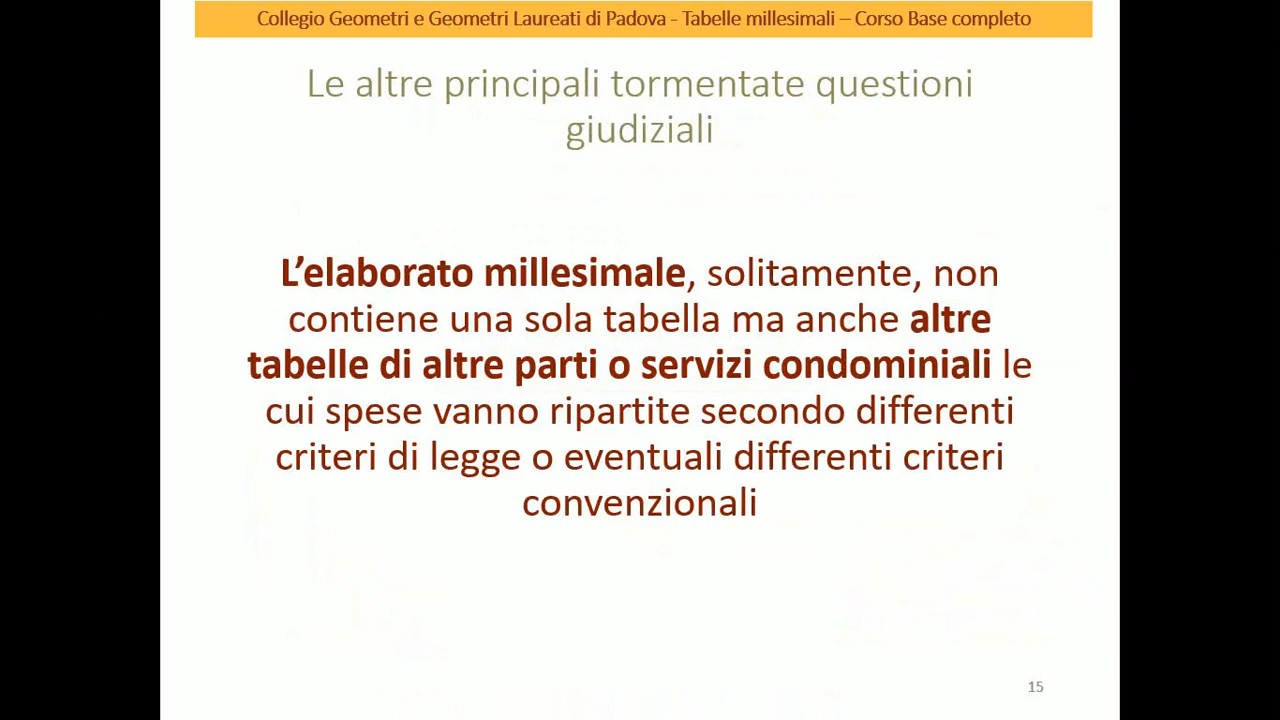 Collegio Geometri e Geometri Laureati di Padova - Tabelle millesimali – Corso Base completo
Le altre principali tormentate questioni
giudiziali
L’elaborato millesimale, solitamente, non
contiene una sola tabella ma anche altre
tabelle di altre parti o servizi condominiali le
cui spese vanno ripartite secondo differenti
criteri di legge o eventuali differenti criteri
convenzionali
15